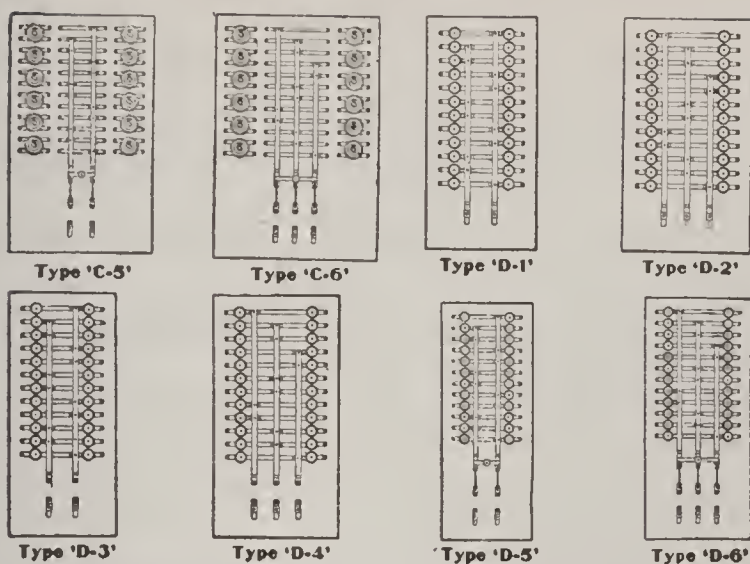 Type 'C-5'
Type 'C-6'
Type 'D-1'
Type 'D-2'
Type 'D-3'
Type 'D-4'
'Type 'D-5'
Type 'D-6'